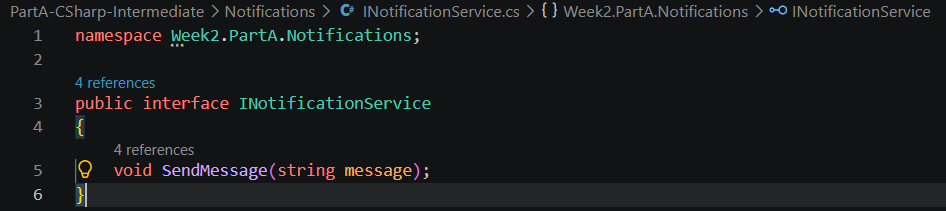 PartA-CSharp-Intermediate > Notifications > INotificationService.cs > { } Week2.PartA.Notifications > INotificationService
1 namespace Week2.PartA.Notifications;
2
4 references
3 public interface INotificationService
4 {
4 references
5 void SendMessage(string message);
6 }